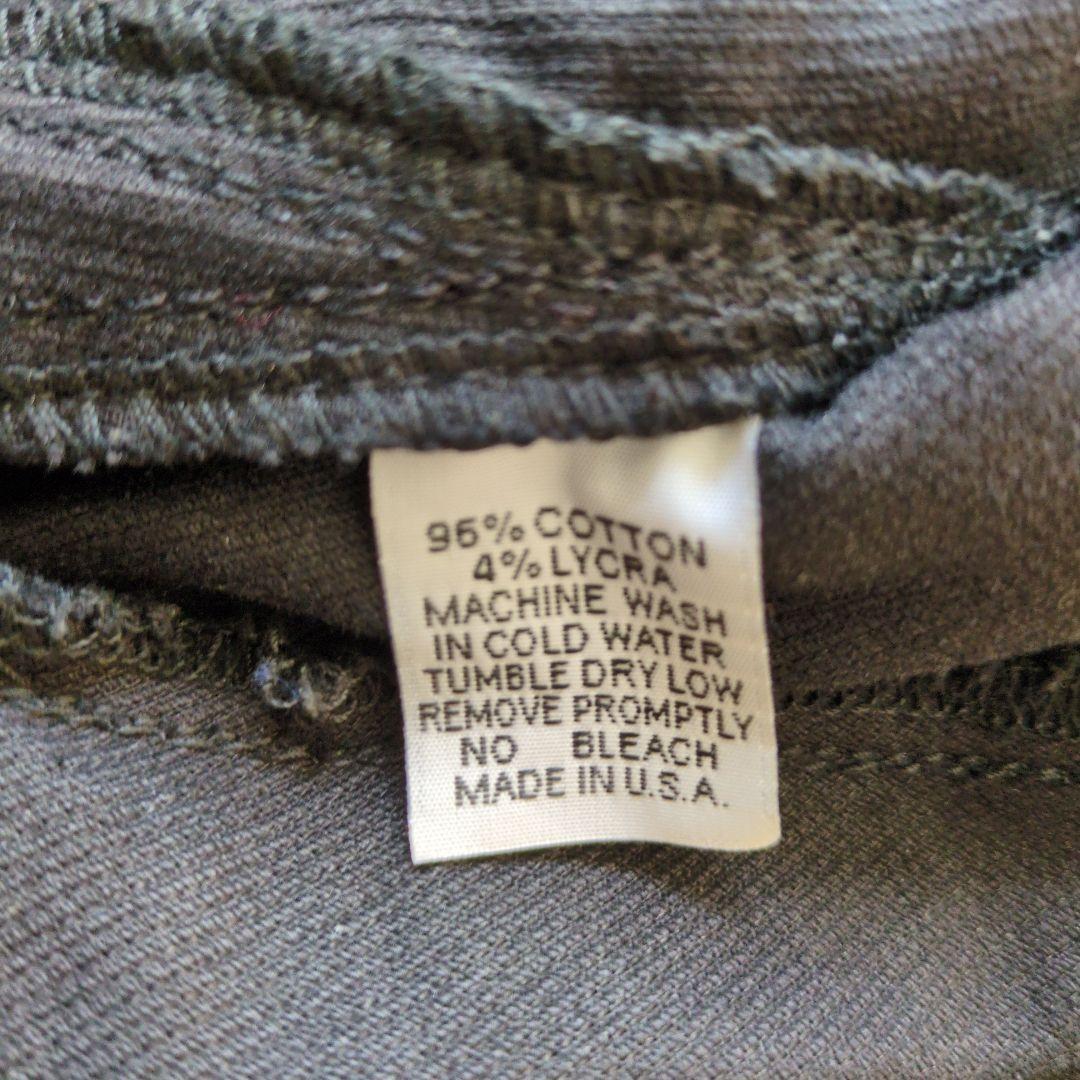 96% COTTON
4% LYCRA
MACHINE WASH
IN COLD WATER
TUMBLE DRY LOW
REMOVE PROMPTLY
NO BLEACH
MADE IN U.S.A.